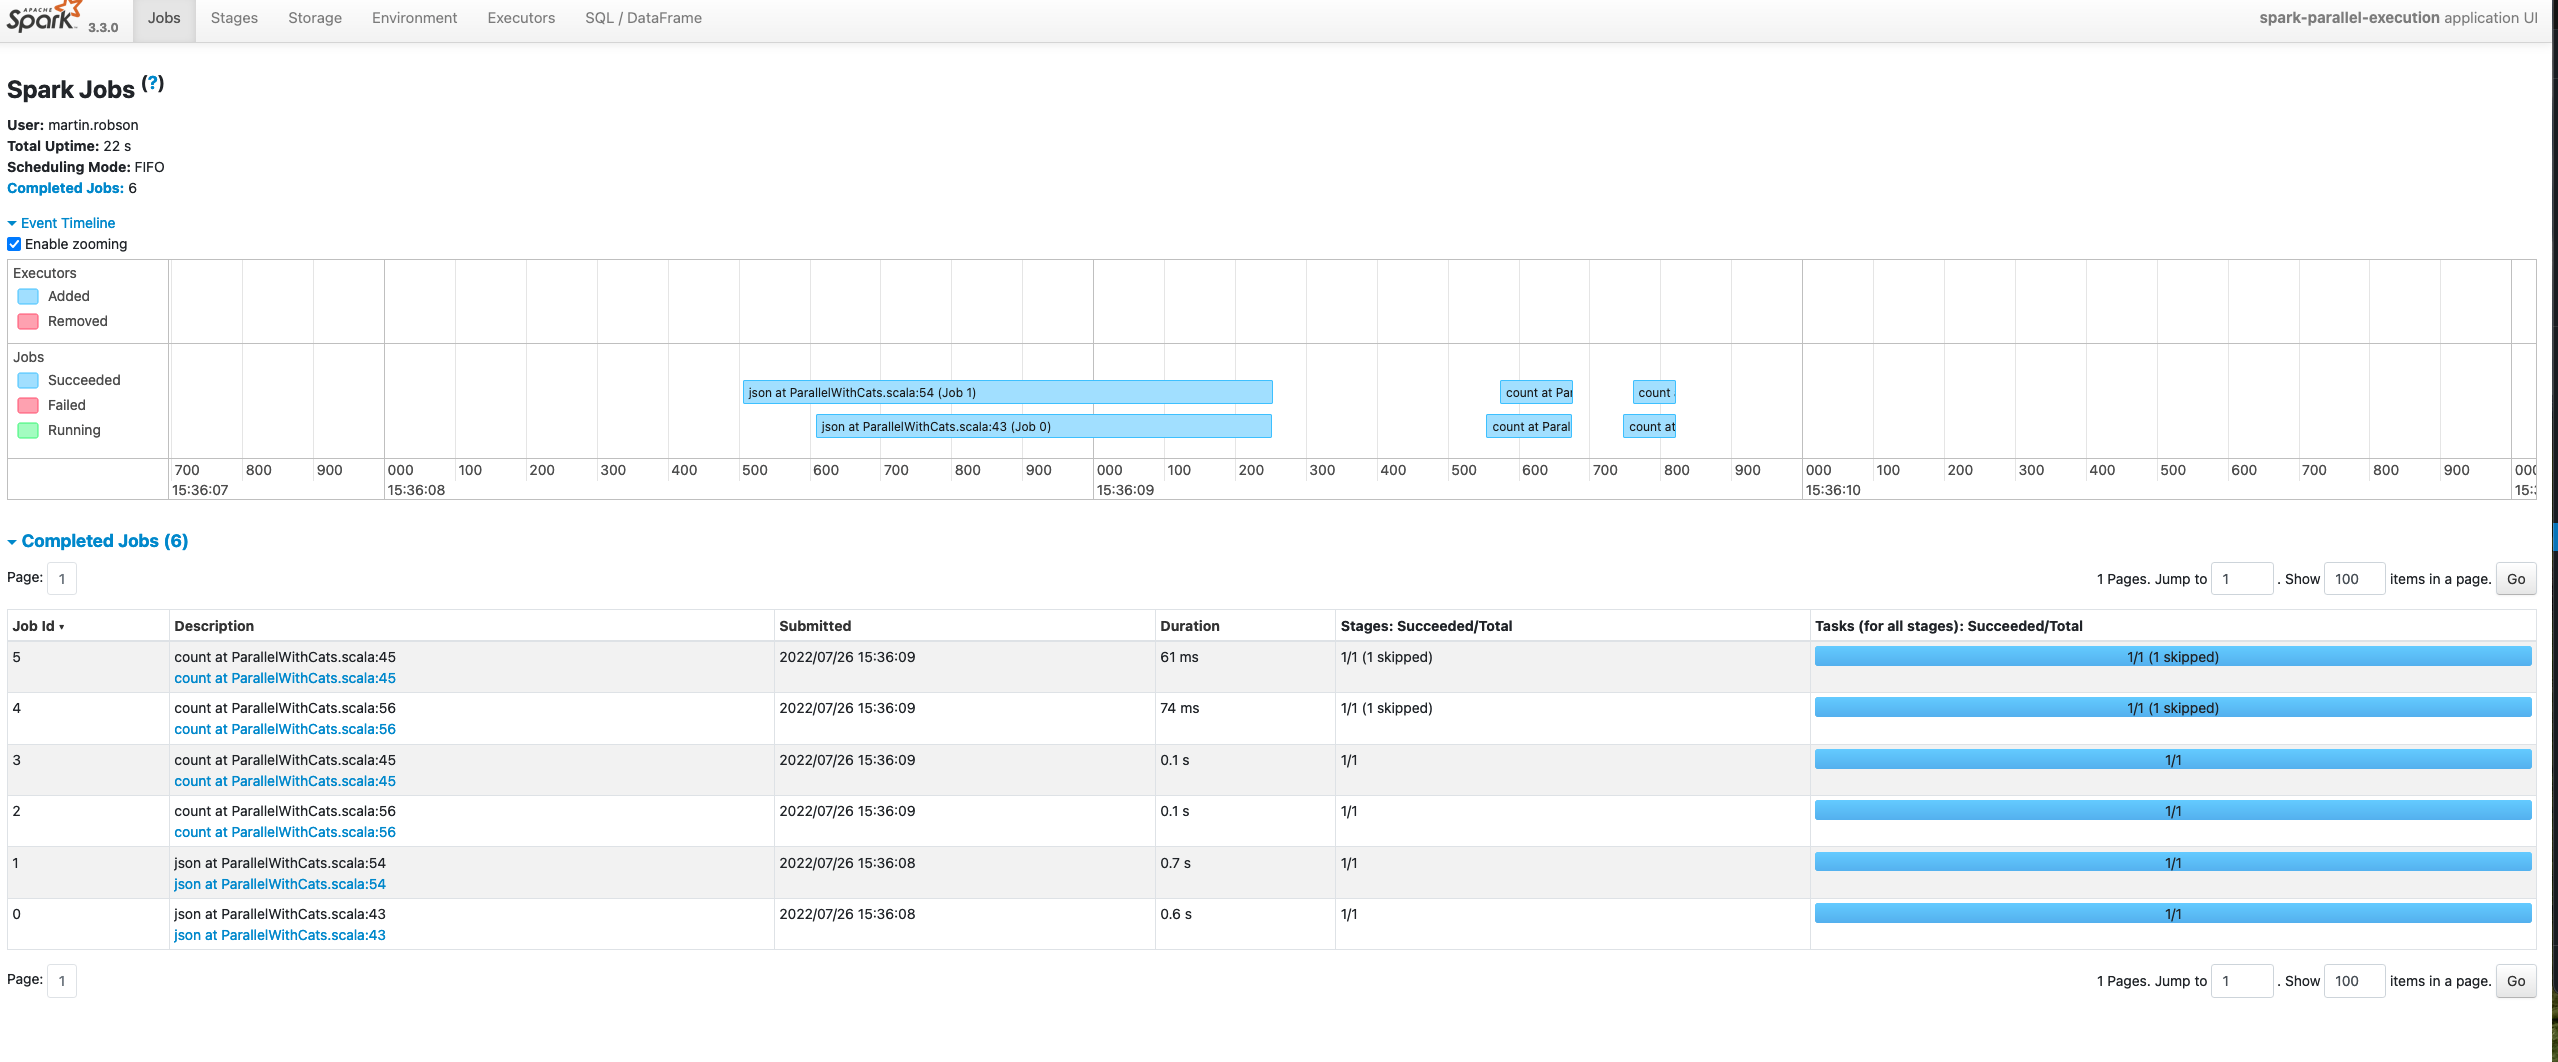 APACHE Spark 3.3.0 Jobs Stages Storage Environment Executors SQL / DataFrame spark-parallel-execution application UI
Spark Jobs (?)
User: martin.robson
Total Uptime: 22 s
Scheduling Mode: FIFO
Completed Jobs: 6
Event Timeline
Enable zooming
Executors
Added
Removed
Jobs
Succeeded
Failed
Running
json at ParallelWithCats.scala:54 (Job 1) count at Par count
json at ParallelWithCats.scala:43 (Job 0) count at Paral count at
700 800 900 000 100 200 300 400 500 600 700 800 900 000 100 200 300 400 500 600 700 800 900 000 100 200 300 400 500 600 700 800 900 000
15:36:07 15:36:08 15:36:09 15:36:10 15:3
Completed Jobs (6)
Page: 1 1 Pages. Jump to 1 . Show 100 items in a page. Go
Job Id ▾ Description Submitted Duration Stages: Succeeded/Total Tasks (for all stages): Succeeded/Total
5 count at ParallelWithCats.scala:45 2022/07/26 15:36:09 61 ms 1/1 (1 skipped) 1/1 (1 skipped)
count at ParallelWithCats.scala:45
4 count at ParallelWithCats.scala:56 2022/07/26 15:36:09 74 ms 1/1 (1 skipped) 1/1 (1 skipped)
count at ParallelWithCats.scala:56
3 count at ParallelWithCats.scala:45 2022/07/26 15:36:09 0.1 s 1/1 1/1
count at ParallelWithCats.scala:45
2 count at ParallelWithCats.scala:56 2022/07/26 15:36:09 0.1 s 1/1 1/1
count at ParallelWithCats.scala:56
1 json at ParallelWithCats.scala:54 2022/07/26 15:36:08 0.7 s 1/1 1/1
json at ParallelWithCats.scala:54
0 json at ParallelWithCats.scala:43 2022/07/26 15:36:08 0.6 s 1/1 1/1
json at ParallelWithCats.scala:43
Page: 1 1 Pages. Jump to 1 . Show 100 items in a page. Go